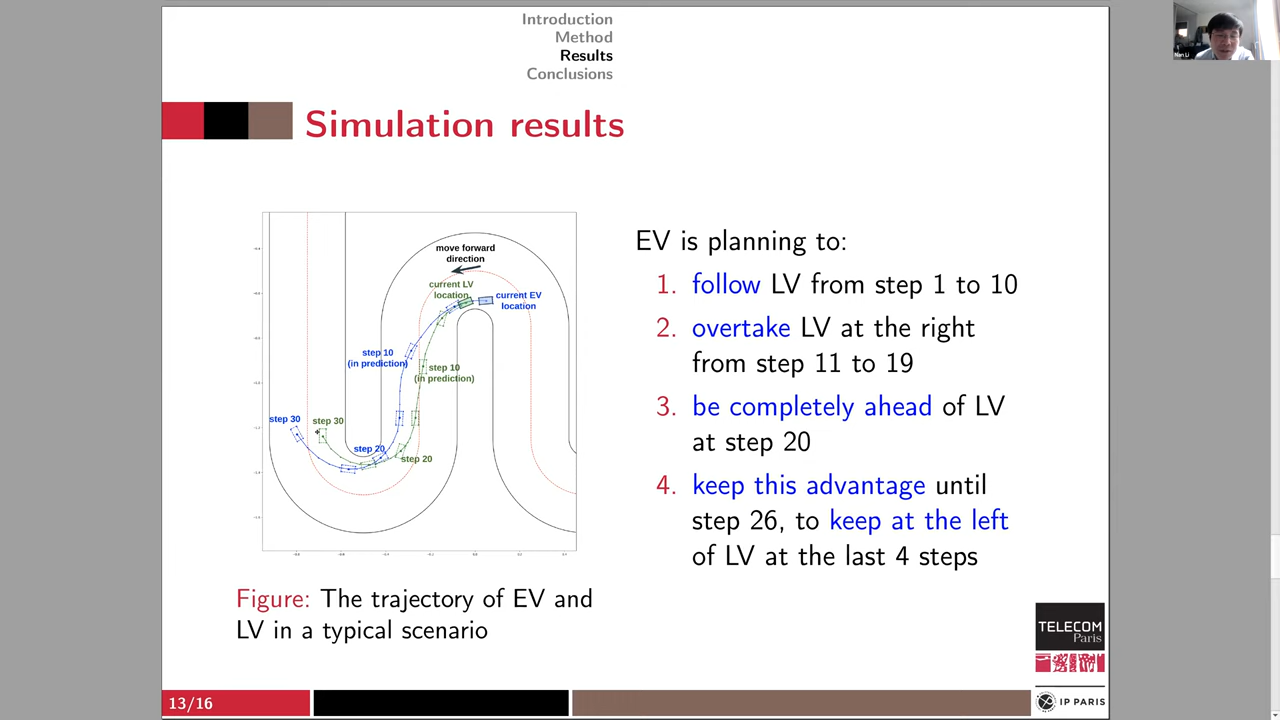 Introduction
Method
Results
Conclusions
Nan Li
Simulation results
move forward
direction
current LV
location
current EV
location
step 10
(in prediction)
step 10
(in prediction)
step 30
step 30
step 20
step 20
EV is planning to:
1. follow LV from step 1 to 10
2. overtake LV at the right
from step 11 to 19
3. be completely ahead of LV
at step 20
4. keep this advantage until
step 26, to keep at the left
of LV at the last 4 steps
Figure: The trajectory of EV and
LV in a typical scenario
TELECOM
Paris
IP PARIS
13/16